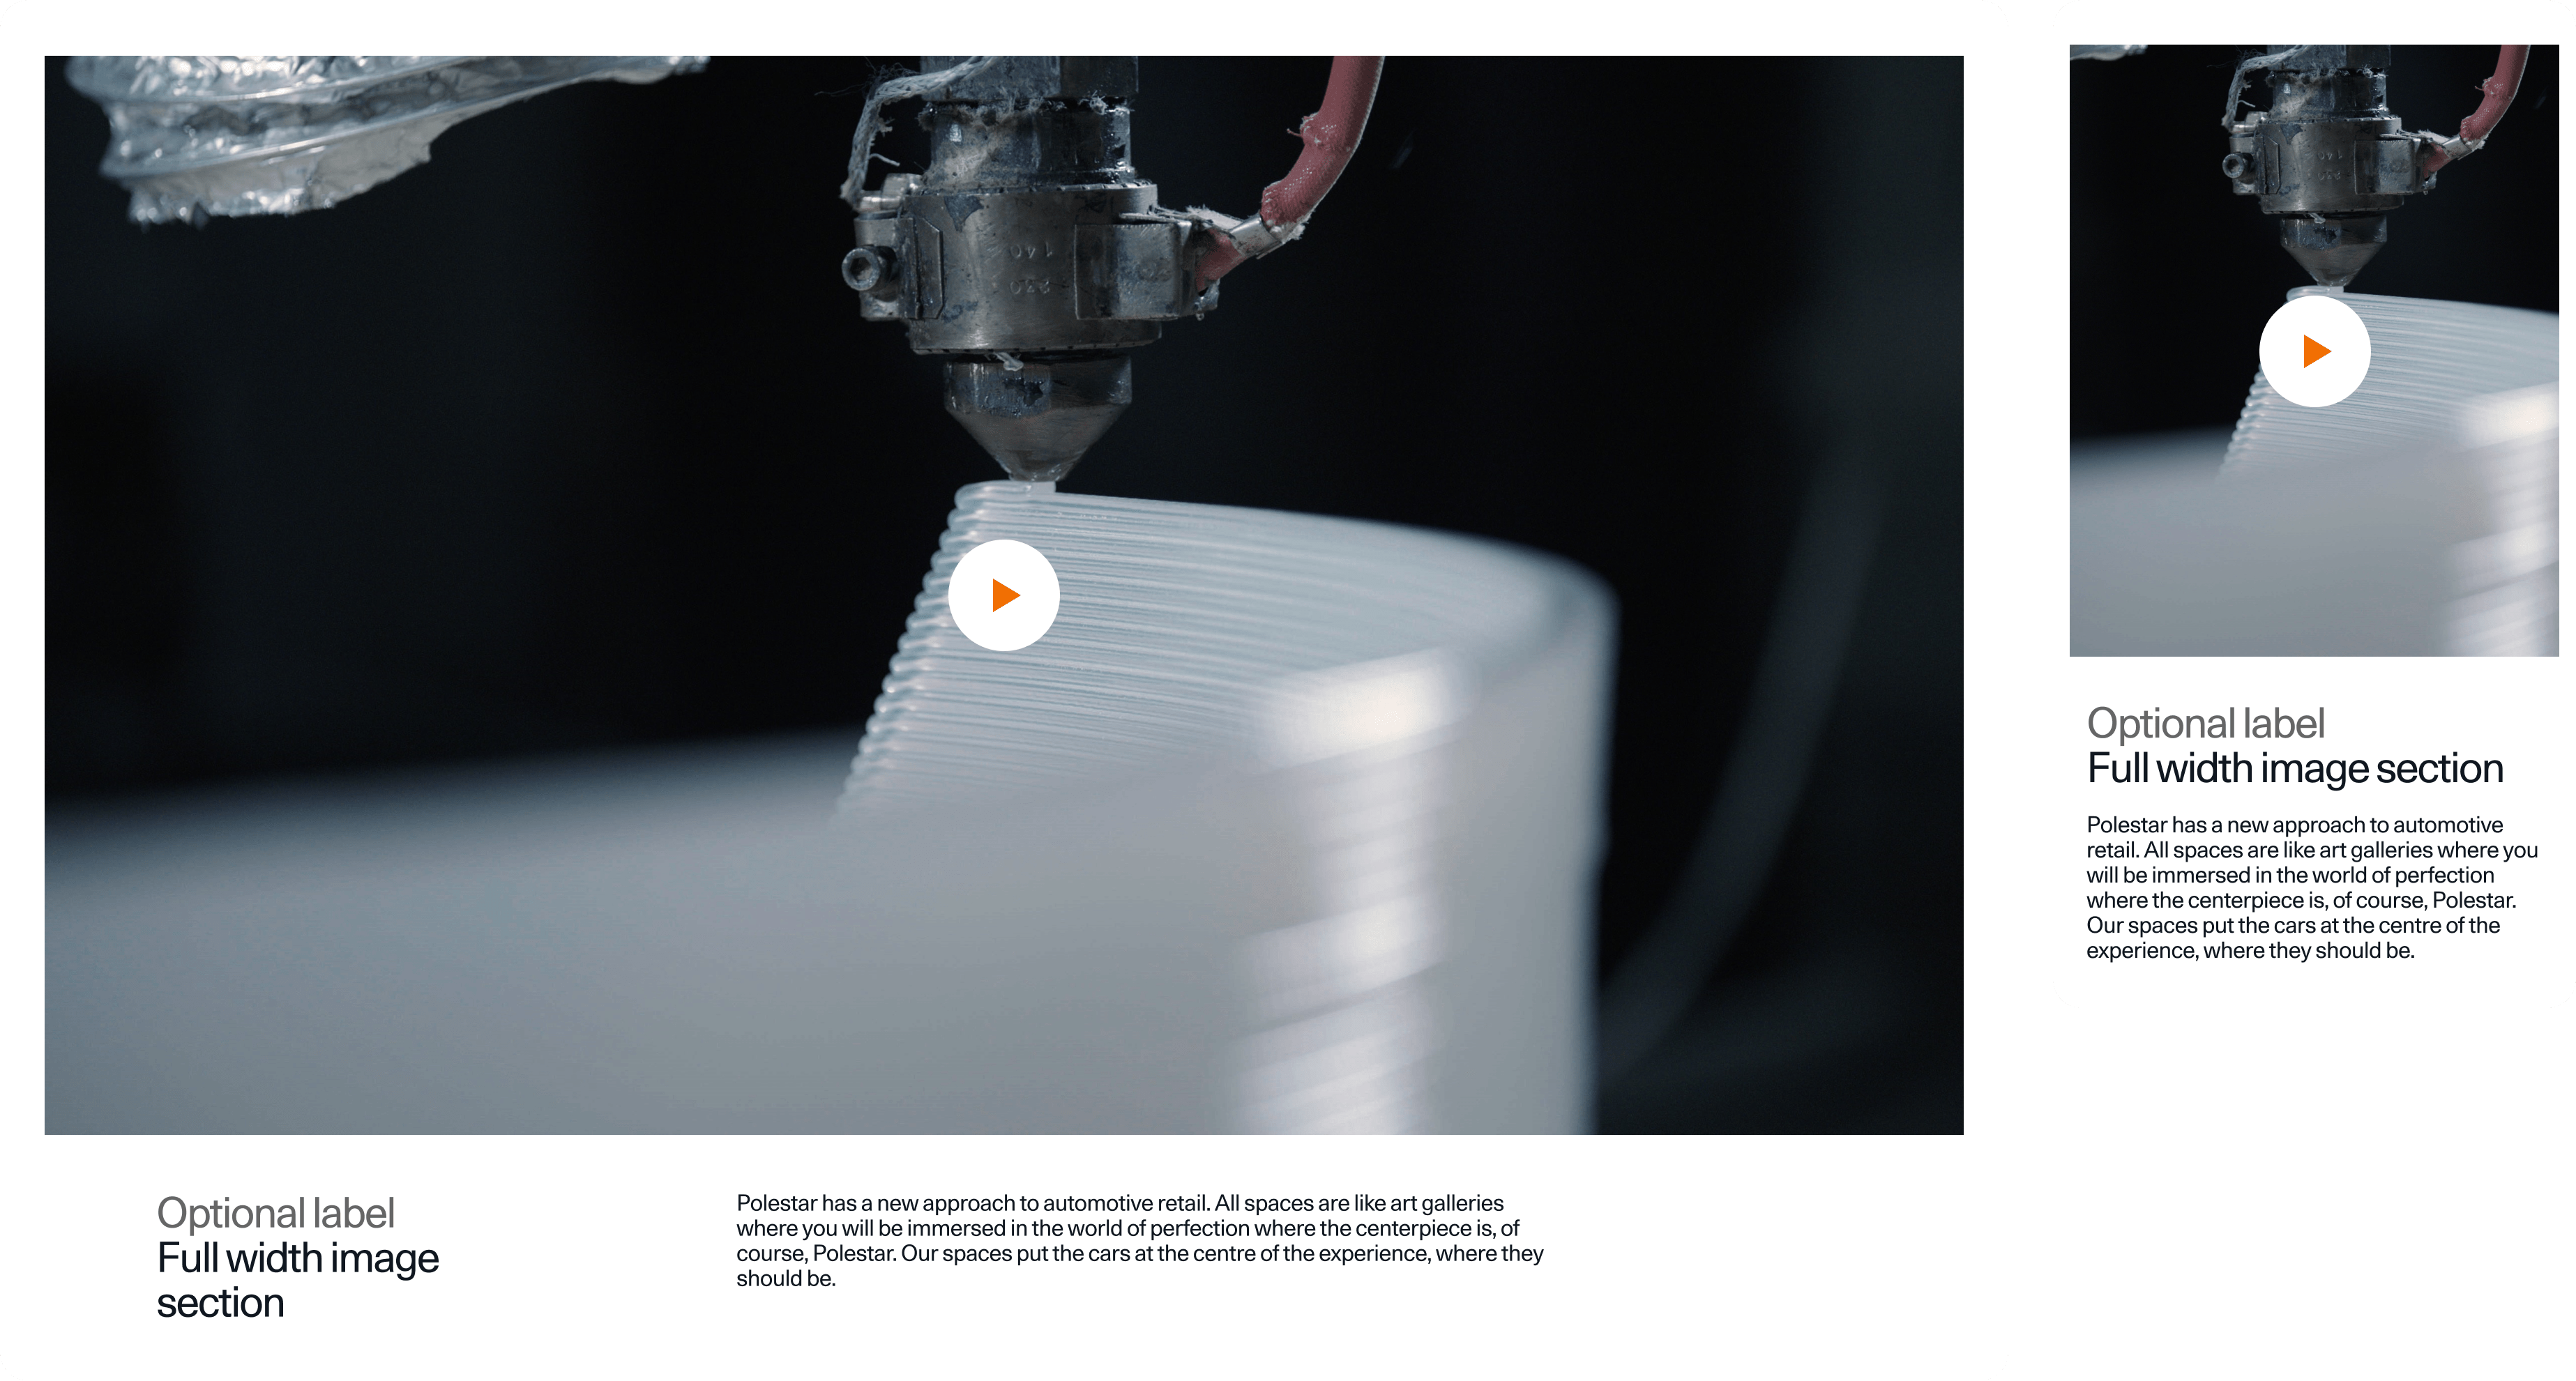 140
230
Optional label
Full width image
section
Polestar has a new approach to automotive retail. All spaces are like art galleries
where you will be immersed in the world of perfection where the centerpiece is, of
course, Polestar. Our spaces put the cars at the centre of the experience, where they
should be.
140
230
Optional label
Full width image section
Polestar has a new approach to automotive
retail. All spaces are like art galleries where you
will be immersed in the world of perfection
where the centerpiece is, of course, Polestar.
Our spaces put the cars at the centre of the
experience, where they should be.